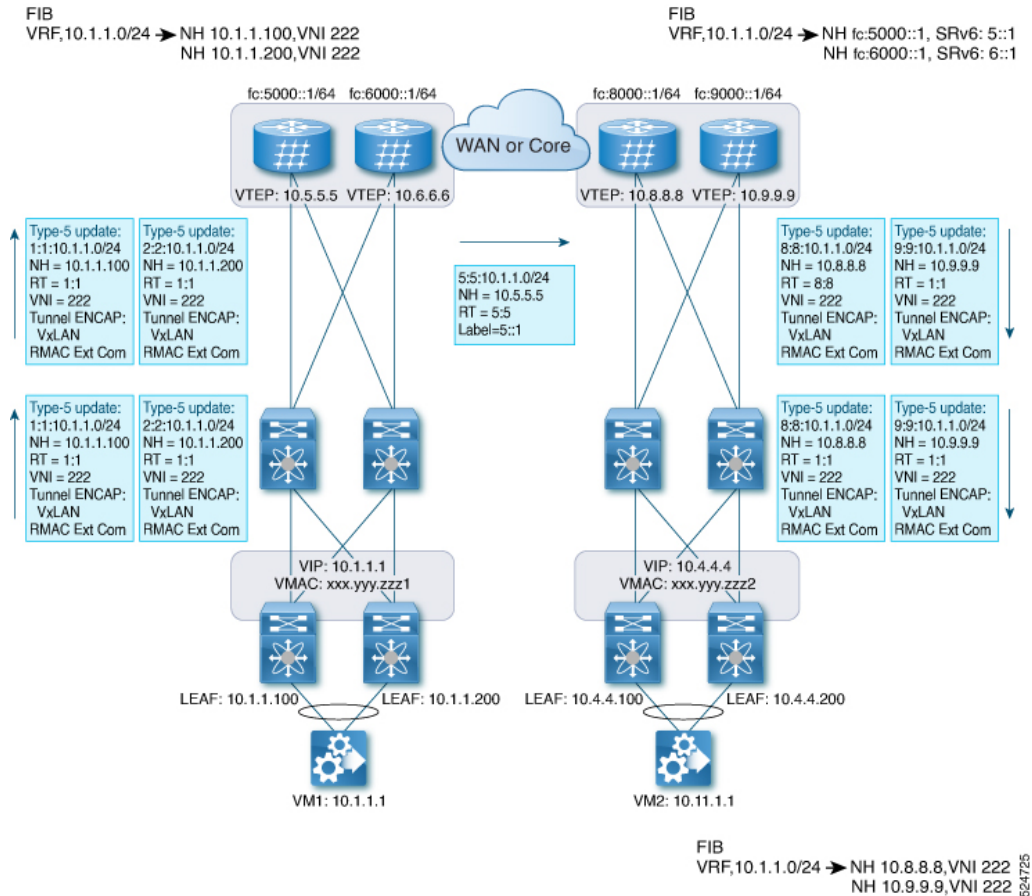 FIB
VRF,10.1.1.0/24 → NH 10.1.1.100,VNI 222
NH 10.1.1.200,VNI 222
FIB
VRF,10.1.1.0/24 → NH fc:5000::1, SRv6: 5::1
NH fc:6000::1, SRv6: 6::1
fc:5000::1/64
fc:6000::1/64
fc:8000::1/64
fc:9000::1/64
WAN or Core
VTEP: 10.5.5.5
VTEP: 10.6.6.6
VTEP: 10.8.8.8
VTEP: 10.9.9.9
Type-5 update:
1:1:10.1.1.0/24
NH = 10.1.1.100
RT = 1:1
VNI = 222
Tunnel ENCAP:
VxLAN
RMAC Ext Com
Type-5 update:
2:2:10.1.1.0/24
NH = 10.1.1.200
RT = 1:1
VNI = 222
Tunnel ENCAP:
VxLAN
RMAC Ext Com
5:5:10.1.1.0/24
NH = 10.5.5.5
RT = 5:5
Label=5::1
Type-5 update:
8:8:10.1.1.0/24
NH = 10.8.8.8
RT = 8:8
VNI = 222
Tunnel ENCAP:
VxLAN
RMAC Ext Com
Type-5 update:
9:9:10.1.1.0/24
NH = 10.9.9.9
RT = 1:1
VNI = 222
Tunnel ENCAP:
VxLAN
RMAC Ext Com
Type-5 update:
1:1:10.1.1.0/24
NH = 10.1.1.100
RT = 1:1
VNI = 222
Tunnel ENCAP:
VxLAN
RMAC Ext Com
Type-5 update:
2:2:10.1.1.0/24
NH = 10.1.1.200
RT = 1:1
VNI = 222
Tunnel ENCAP:
VxLAN
RMAC Ext Com
Type-5 update:
8:8:10.1.1.0/24
NH = 10.8.8.8
RT = 1:1
VNI = 222
Tunnel ENCAP:
VxLAN
RMAC Ext Com
Type-5 update:
9:9:10.1.1.0/24
NH = 10.9.9.9
RT = 1:1
VNI = 222
Tunnel ENCAP:
VxLAN
RMAC Ext Com
VIP: 10.1.1.1
VMAC: xxx.yyy.zzz1
VIP: 10.4.4.4
VMAC: xxx.yyy.zzz2
LEAF: 10.1.1.100
LEAF: 10.1.1.200
LEAF: 10.4.4.100
LEAF: 10.4.4.200
VM1: 10.1.1.1
VM2: 10.11.1.1
FIB
VRF,10.1.1.0/24 → NH 10.8.8.8,VNI 222
NH 10.9.9.9,VNI 222
524725